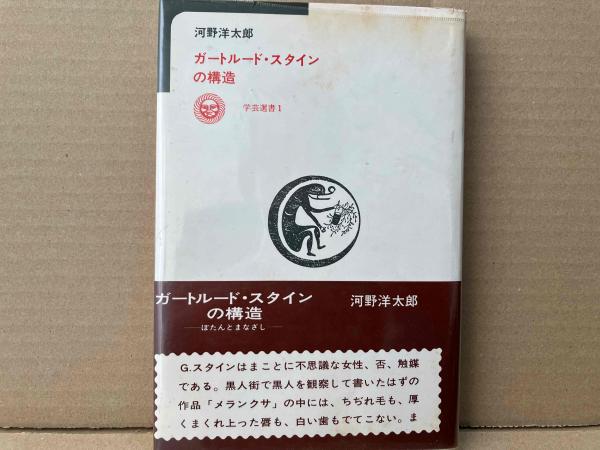 河野洋太郎
ガートルード・スタイン
の構造
学芸選書1
ガートルード・スタイン
の構造
―ぼたんとまなざし―
河野洋太郎
G.スタインはまことに不思議な女性、否、触媒
である。黒人街で黒人を観察して書いたはずの
作品「メランクサ」の中には、ちぢれ毛も、厚
くまくれ上った唇も、白い歯もでてこない。ま